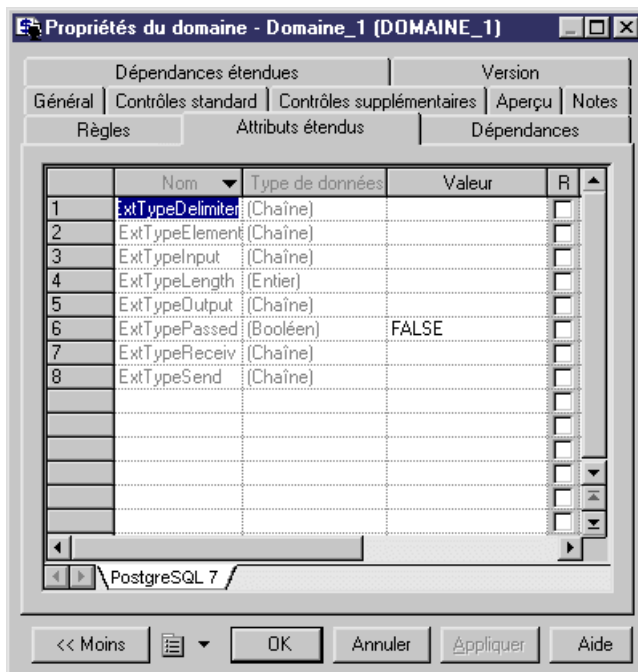 Propriétés du domaine - Domaine_1 (DOMAINE_1)
Dépendances étendues Version
Général Contrôles standard Contrôles supplémentaires Aperçu Notes
Règles Attributs étendus Dépendances
Nom Type de données Valeur R
1 ExtTypeDelimiter (Chaîne)
2 ExtTypeElement (Chaîne)
3 ExtTypeInput (Chaîne)
4 ExtTypeLength (Entier)
5 ExtTypeOutput (Chaîne)
6 ExtTypePassed (Booléen) FALSE
7 ExtTypeReceiv (Chaîne)
8 ExtTypeSend (Chaîne)
PostgreSQL 7
<< Moins OK Annuler Appliquer Aide